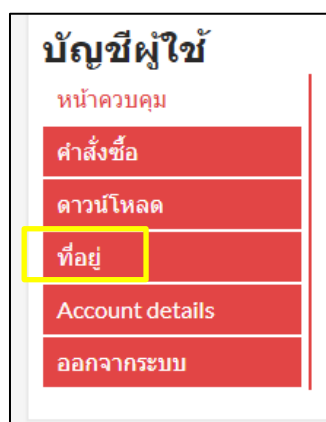 บัญชีผู้ใช้
หน้าควบคุม
คำสั่งซื้อ
ดาวน์โหลด
ที่อยู่
Account details
ออกจากระบบ